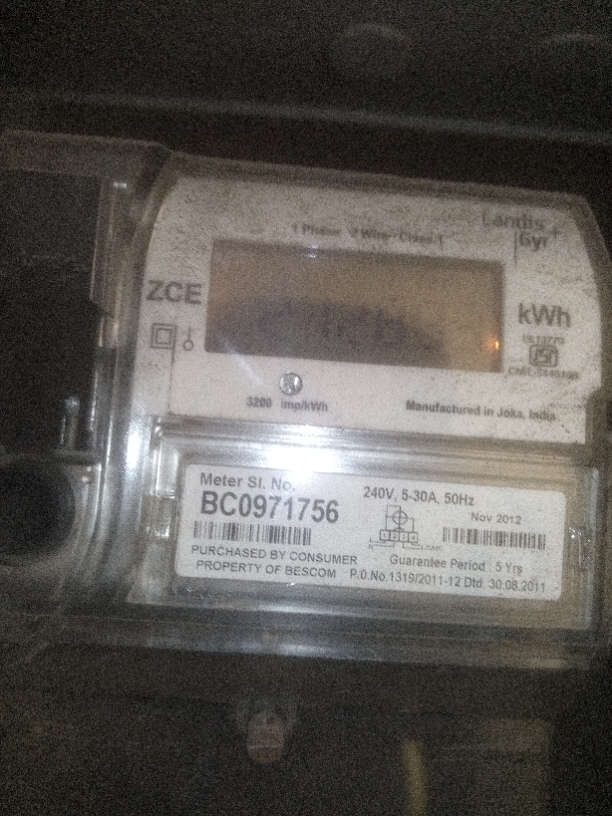 Landis +
1 Phase 2 Wire Class 1
Gyr
ZCE
kWh
IS 13779
3200 imp/kWh
Manufactured in Joka, India
Meter Sl. No.
BC0971756
240V, 5-30A, 50Hz
Nov 2012
PURCHASED BY CONSUMER
Guarantee Period : 5 Yrs
PROPERTY OF BESCOM P.O.No.1319/2011-12 Dtd. 30.08.2011